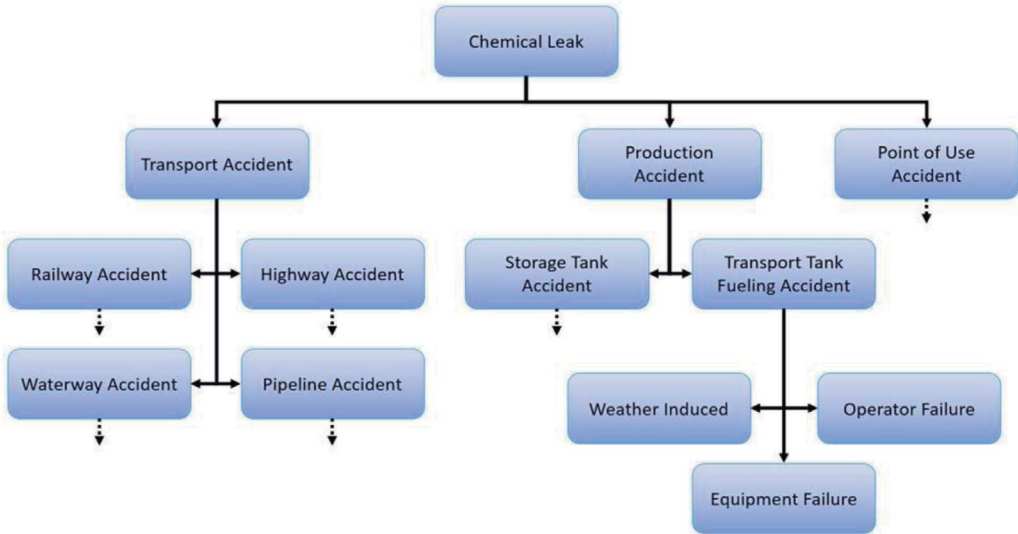 Chemical Leak
Transport Accident
Production
Accident
Point of Use
Accident
Railway Accident
Highway Accident
Storage Tank
Accident
Transport Tank
Fueling Accident
Waterway Accident
Pipeline Accident
Weather Induced
Operator Failure
Equipment Failure